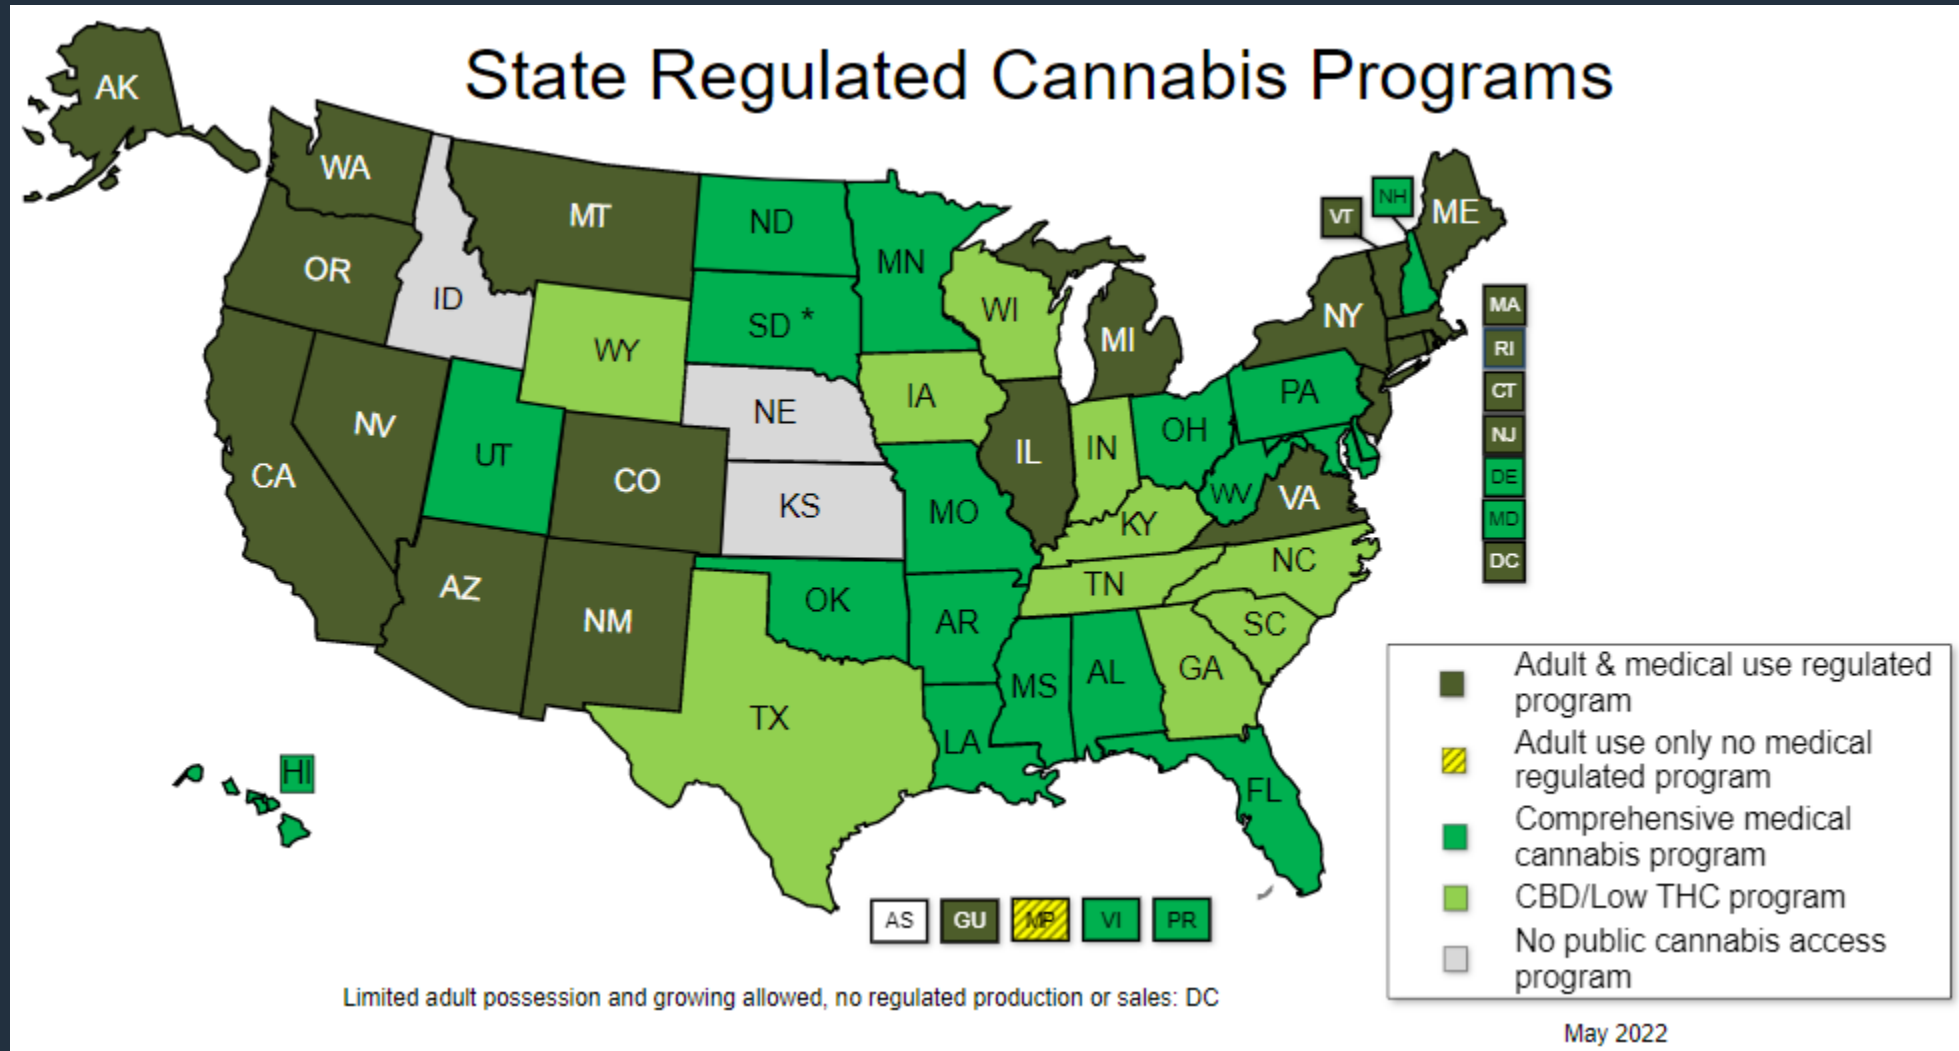 State Regulated Cannabis Programs
AK
WA
MT
ND
MN
VT
NH
ME
OR
ID
SD *
WI
MI
NY
MA
RI
CT
NJ
DE
MD
DC
WY
NE
IA
PA
NV
UT
CO
KS
MO
IL
IN
OH
WV
VA
KY
CA
AZ
NM
OK
AR
TN
NC
SC
TX
LA
MS
AL
GA
FL
HI
AS
GU
MP
VI
PR
Adult & medical use regulated
program
Adult use only no medical
regulated program
Comprehensive medical
cannabis program
CBD/Low THC program
No public cannabis access
program
Limited adult possession and growing allowed, no regulated production or sales: DC
May 2022